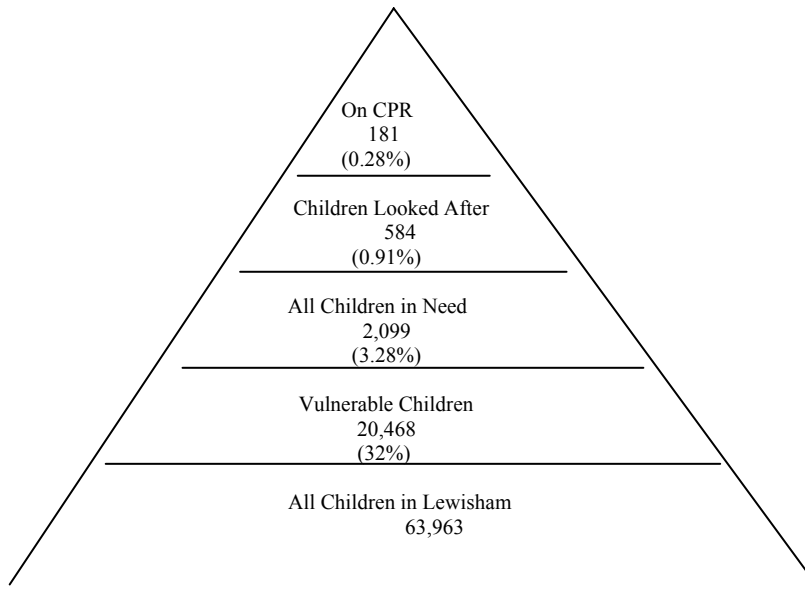 On CPR
181
(0.28%)
Children Looked After
584
(0.91%)
All Children in Need
2,099
(3.28%)
Vulnerable Children
20,468
(32%)
All Children in Lewisham
63,963